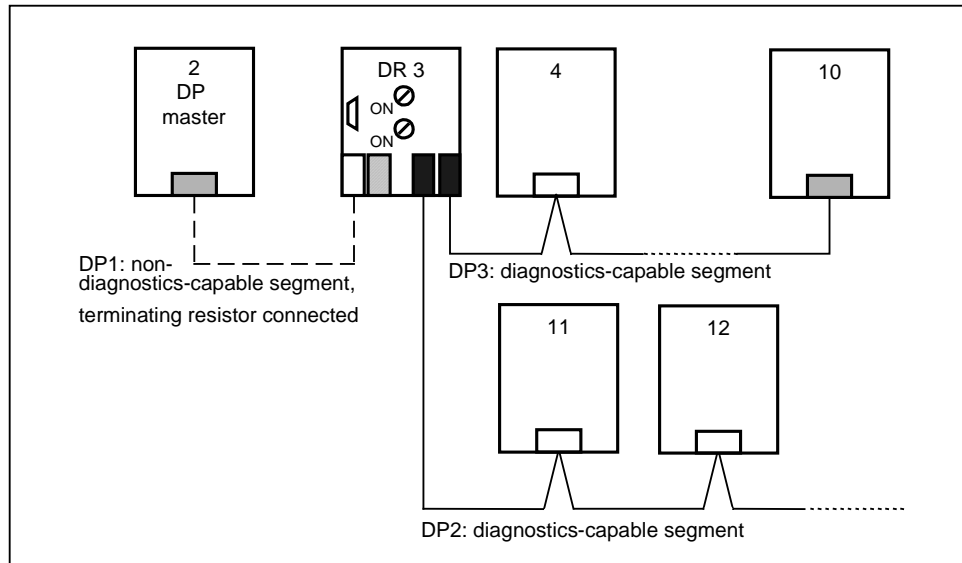 2
DP
master
DR 3
ON
ON
4
10
DP1: non-
diagnostics-capable segment,
terminating resistor connected
DP3: diagnostics-capable segment
11
12
DP2: diagnostics-capable segment